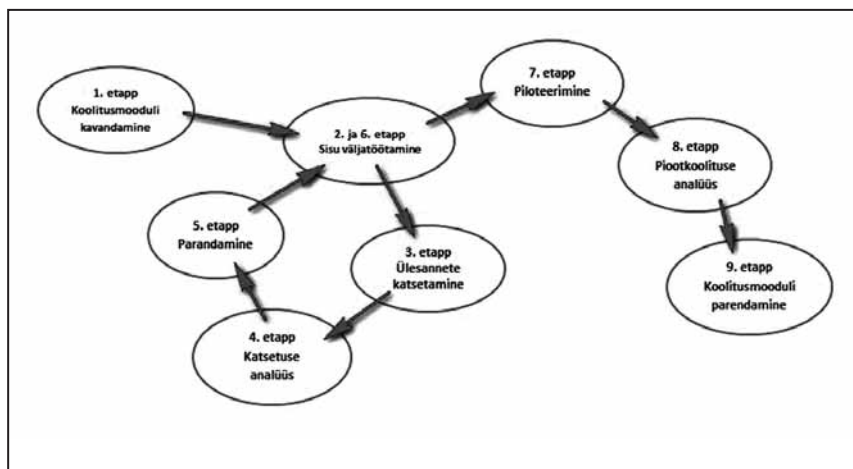 1. etapp
Koolitusmooduli
kavandamine
2. ja 6. etapp
Sisu väljatöötamine
3. etapp
Ülesannete
katsetamine
4. etapp
Katsetuse
analüüs
5. etapp
Parandamine
7. etapp
Piloteerimine
8. etapp
Piootkoolituse
analüüs
9. etapp
Koolitusmooduli
parendamine